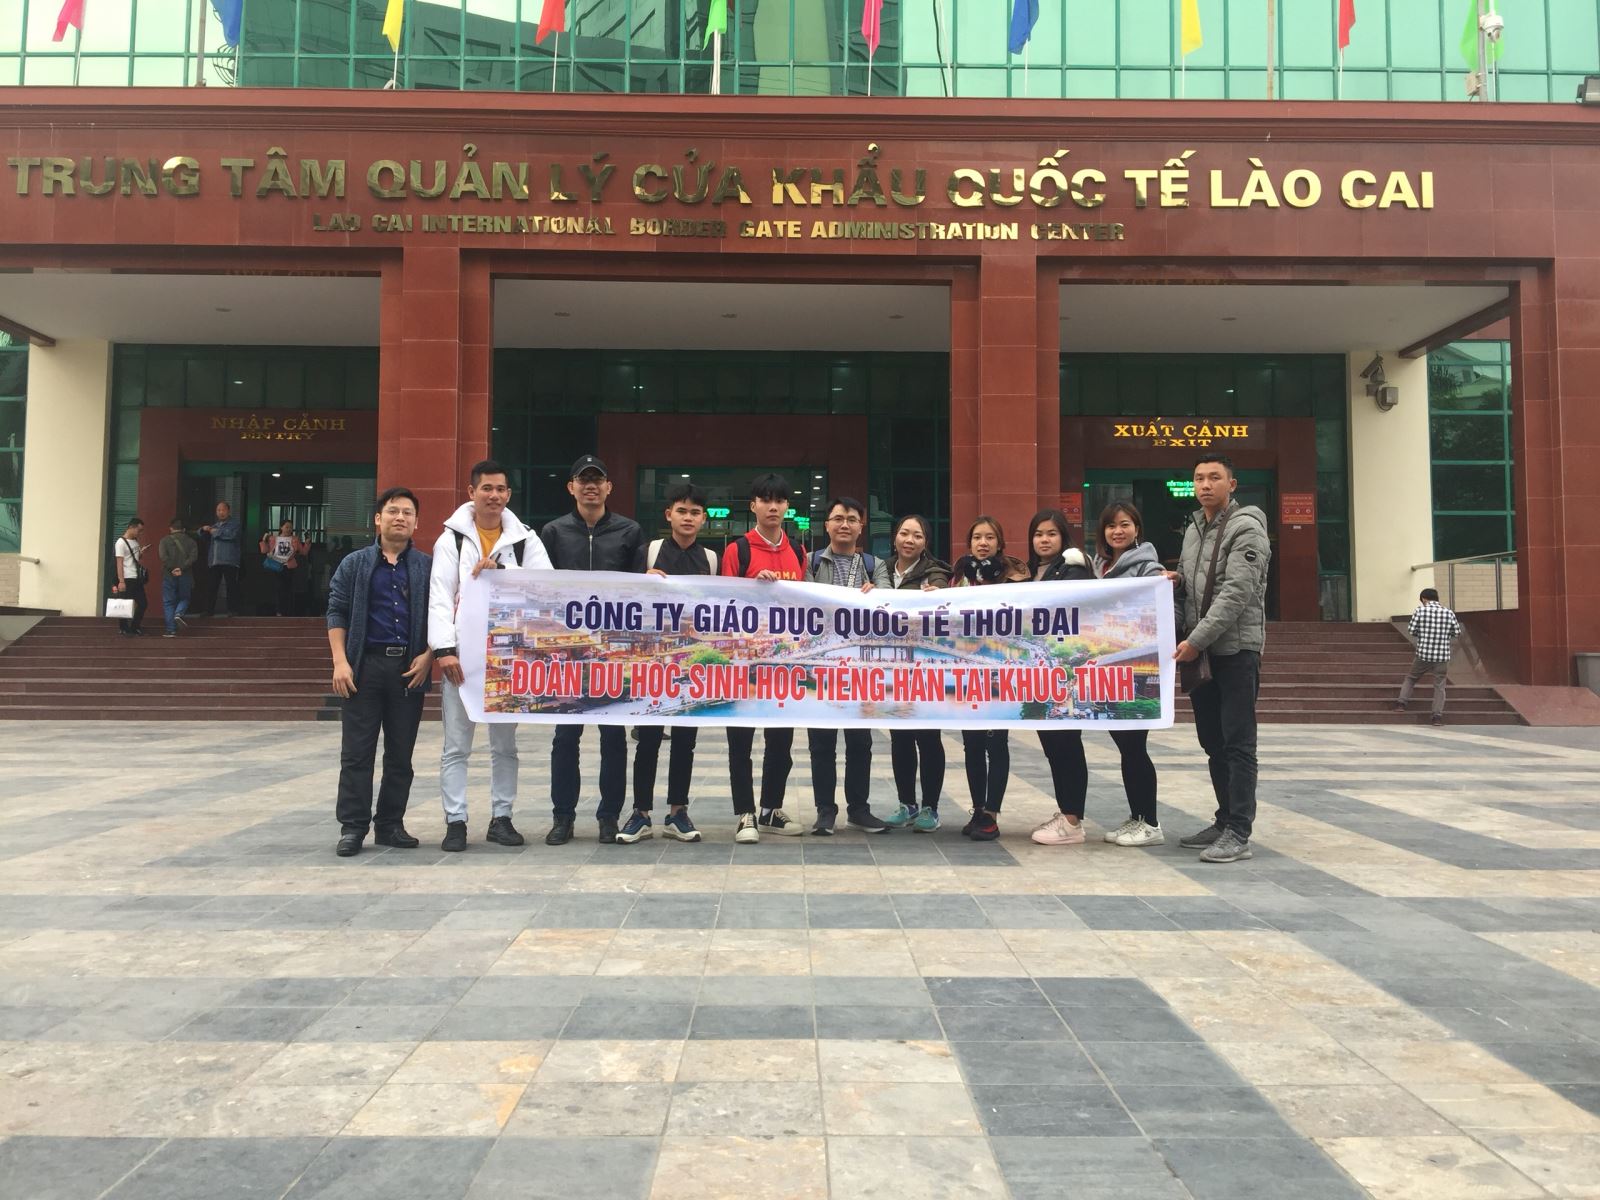 TRUNG TÂM QUẢN LÝ CỬA KHẨU QUỐC TẾ LÀO CAI
LAO CAI INTERNATIONAL BORDER GATE ADMINISTRATION CENTER
NHẬP CẢNH
ENTRY
XUẤT CẢNH
EXIT
VIP
CÔNG TY GIÁO DỤC QUỐC TẾ THỜI ĐẠI
ĐOÀN DU HỌC SINH HỌC TIẾNG HÁN TẠI KHÚC TĨNH